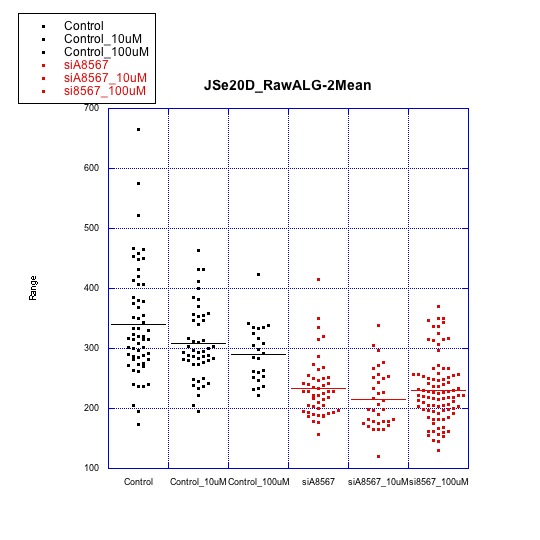 Control
Control_10uM
Control_100uM
siA8567
siA8567_10uM
si8567_100uM
JSe20D_RawALG-2Mean
700
600
500
400
300
200
100
Range
Control Control_10uM Control_100uM siA8567 siA8567_10uM si8567_100uM